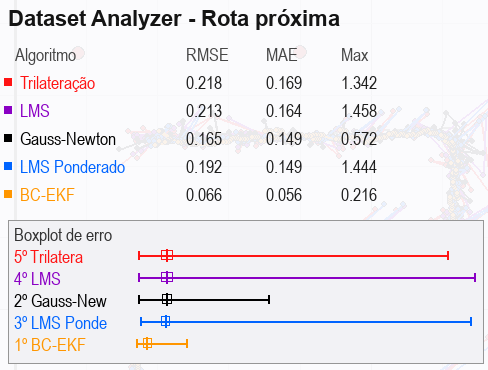 Dataset Analyzer - Rota próxima
Algoritmo RMSE MAE Max
Trilateração 0.218 0.169 1.342
LMS 0.213 0.164 1.458
Gauss-Newton 0.165 0.149 0.572
LMS Ponderado 0.192 0.149 1.444
BC-EKF 0.066 0.056 0.216
Boxplot de erro
5º Trilatera
4º LMS
2º Gauss-New
3º LMS Ponde
1º BC-EKF